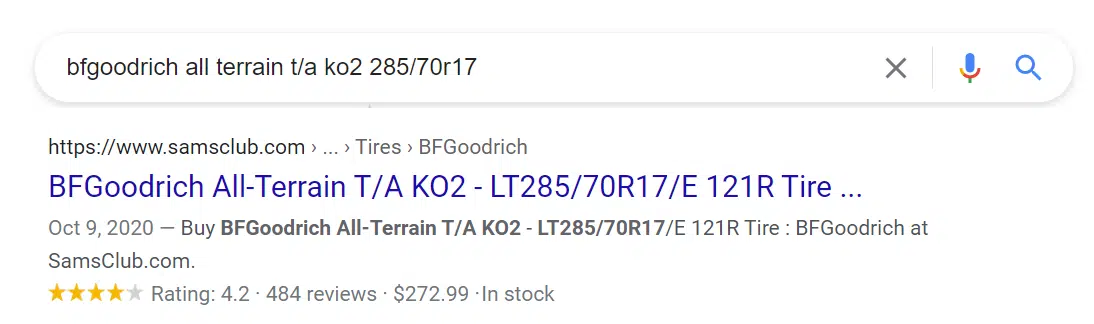 bfgoodrich all terrain t/a ko2 285/70r17
https://www.samsclub.com › ... › Tires › BFGoodrich
BFGoodrich All-Terrain T/A KO2 - LT285/70R17/E 121R Tire ...
Oct 9, 2020 — Buy BFGoodrich All-Terrain T/A KO2 - LT285/70R17/E 121R Tire : BFGoodrich at
SamsClub.com.
Rating: 4.2 · 484 reviews · $272.99 ·In stock